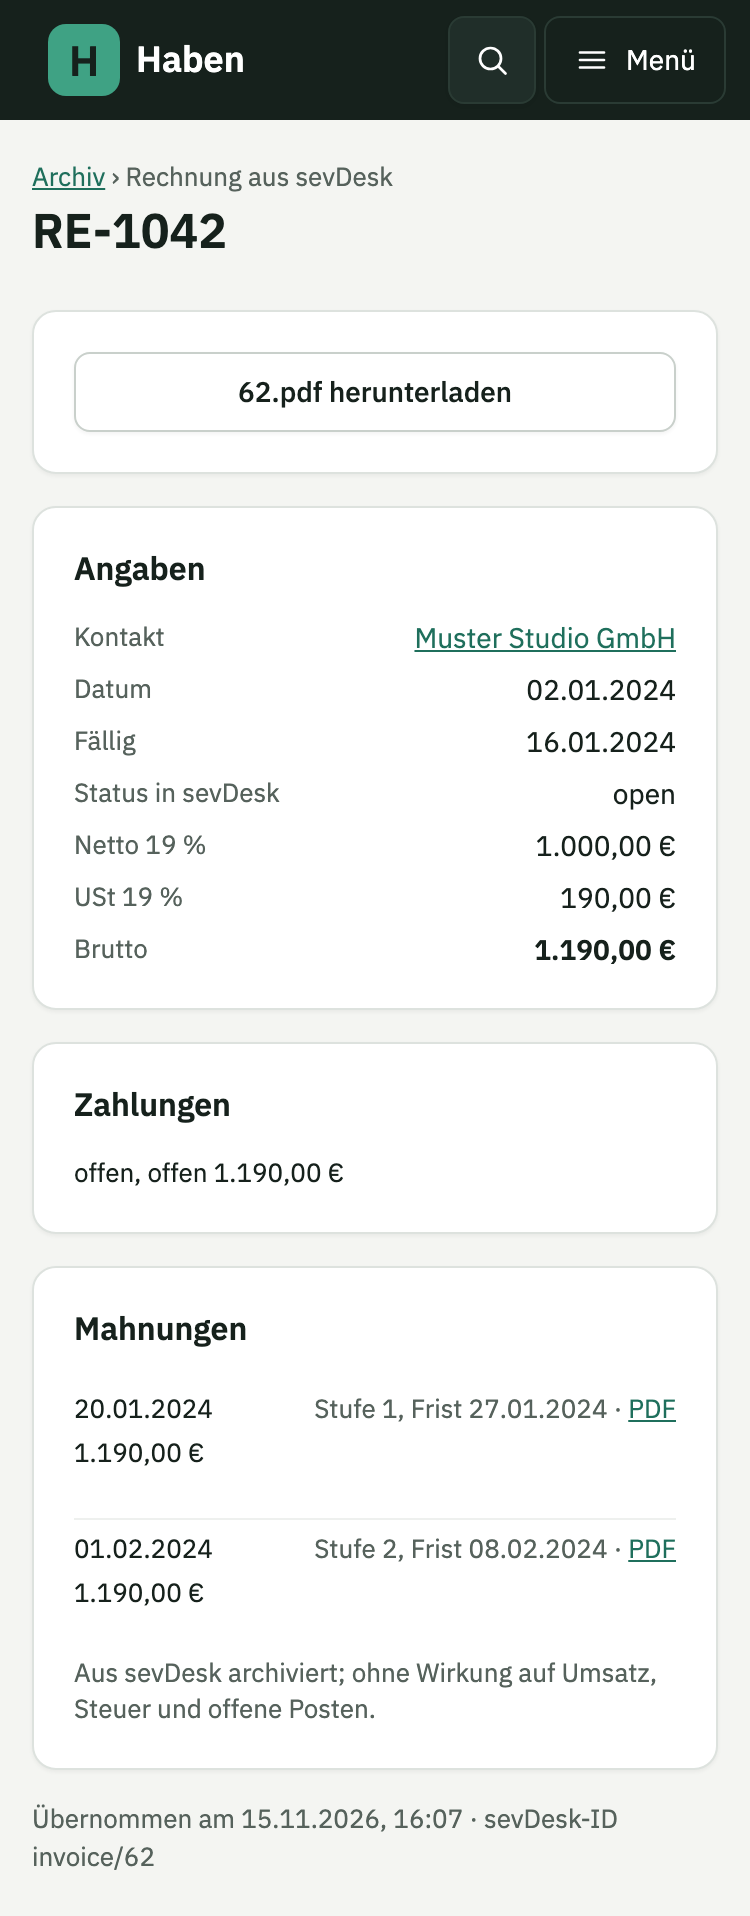 H Haben
Menü
Archiv › Rechnung aus sevDesk
RE-1042
62.pdf herunterladen
Angaben
Kontakt Muster Studio GmbH
Datum 02.01.2024
Fällig 16.01.2024
Status in sevDesk open
Netto 19 % 1.000,00 €
USt 19 % 190,00 €
Brutto 1.190,00 €
Zahlungen
offen, offen 1.190,00 €
Mahnungen
20.01.2024 Stufe 1, Frist 27.01.2024 · PDF
1.190,00 €
01.02.2024 Stufe 2, Frist 08.02.2024 · PDF
1.190,00 €
Aus sevDesk archiviert; ohne Wirkung auf Umsatz,
Steuer und offene Posten.
Übernommen am 15.11.2026, 16:07 · sevDesk-ID
invoice/62